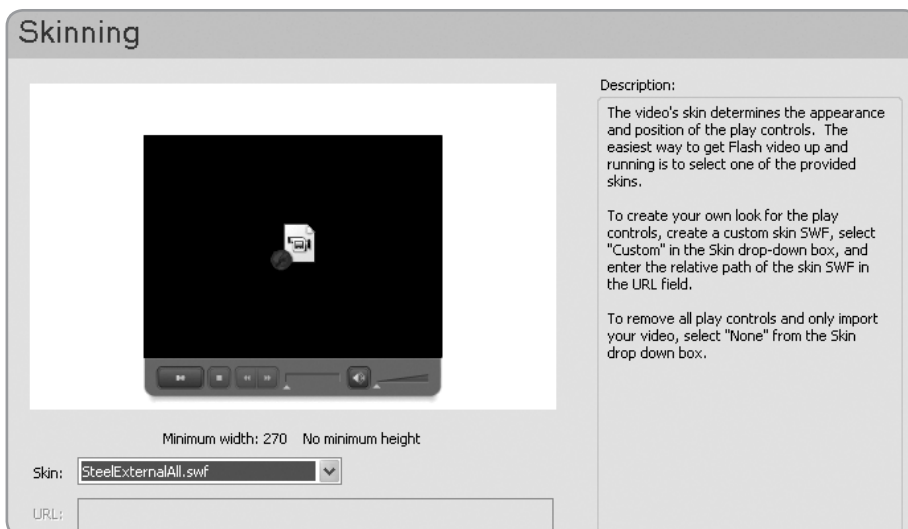 Skinning
Description:
The video's skin determines the appearance
and position of the play controls. The
easiest way to get Flash video up and
running is to select one of the provided
skins.
To create your own look for the play
controls, create a custom skin SWF, select
"Custom" in the Skin drop-down box, and
enter the relative path of the skin SWF in
the URL field.
To remove all play controls and only import
your video, select "None" from the Skin
drop down box.
Minimum width: 270 No minimum height
Skin: SteelExternalAll.swf
URL: